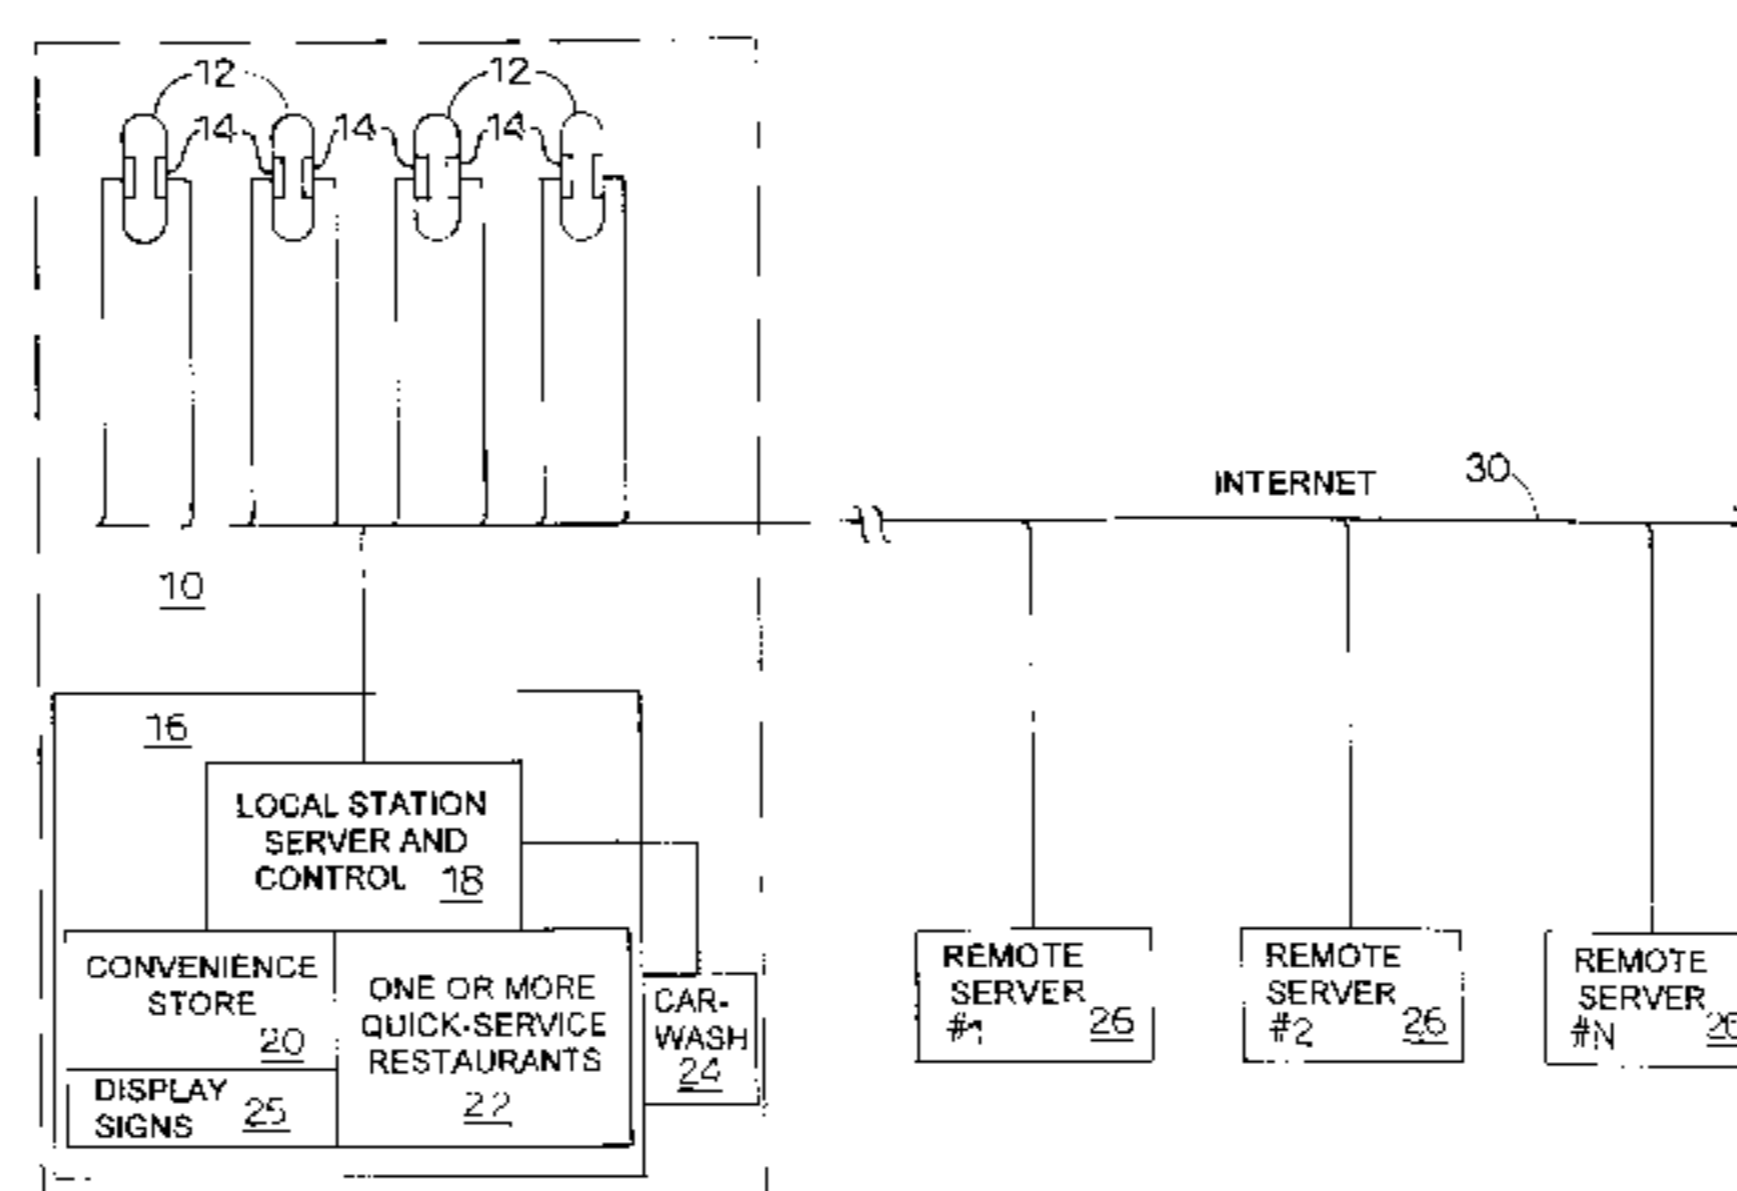 12 12
14 14 14
INTERNET 30
10
16
LOCAL STATION
SERVER AND
CONTROL 18
CONVENIENCE
STORE
20
DISPLAY
SIGNS 25
ONE OR MORE
QUICK-SERVICE
RESTAURANTS
22
CAR-
WASH
24
REMOTE
SERVER
#1 26
REMOTE
SERVER
#2 26
REMOTE
SERVER
#N 26